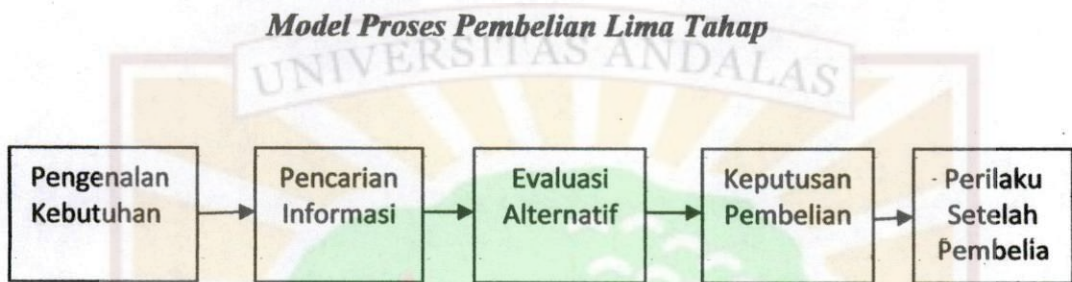 Model Proses Pembelian Lima Tahap
UNIVERSITAS ANDALAS
Pengenalan
Kebutuhan
Pencarian
Informasi
Evaluasi
Alternatif
Keputusan
Pembelian
Perilaku
Setelah
Pembelia